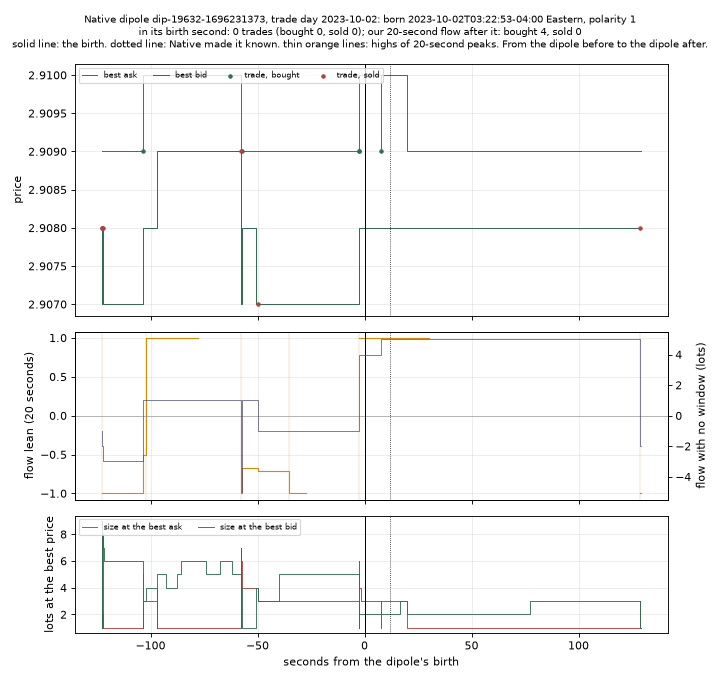 Native dipole dip-19632-1696231373, trade day 2023-10-02: born 2023-10-02T03:22:53-04:00 Eastern, polarity 1
in its birth second: 0 trades (bought 0, sold 0); our 20-second flow after it: bought 4, sold 0
solid line: the birth. dotted line: Native made it known. thin orange lines: highs of 20-second peaks. From the dipole before to the dipole after.
best ask
best bid
trade, bought
trade, sold
2.9100
2.9095
2.9090
2.9085
2.9080
2.9075
2.9070
price
1.0
0.5
0.0
−0.5
−1.0
flow lean (20 seconds)
4
2
0
−2
−4
flow with no window (lots)
size at the best ask
size at the best bid
8
6
4
2
lots at the best price
−100
−50
0
50
100
seconds from the dipole's birth